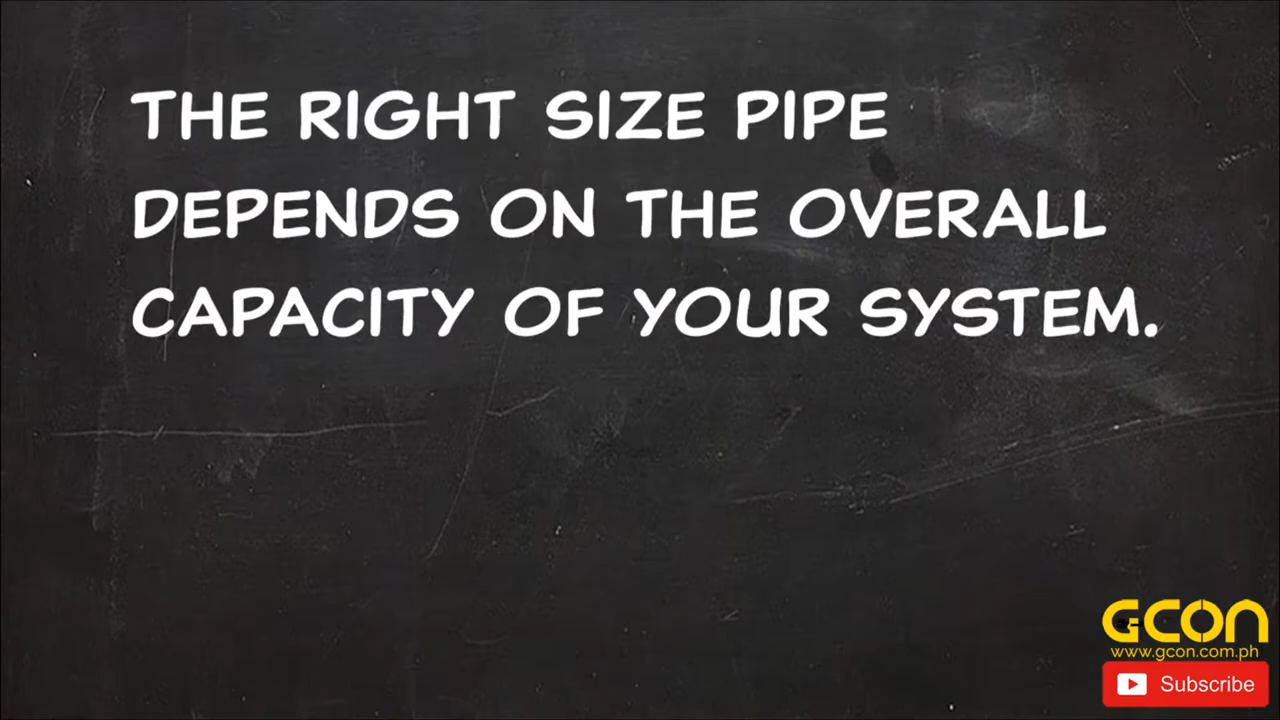 THE RIGHT SIZE PIPE
DEPENDS ON THE OVERALL
CAPACITY OF YOUR SYSTEM.
GCON
www.gcon.com.ph
Subscribe